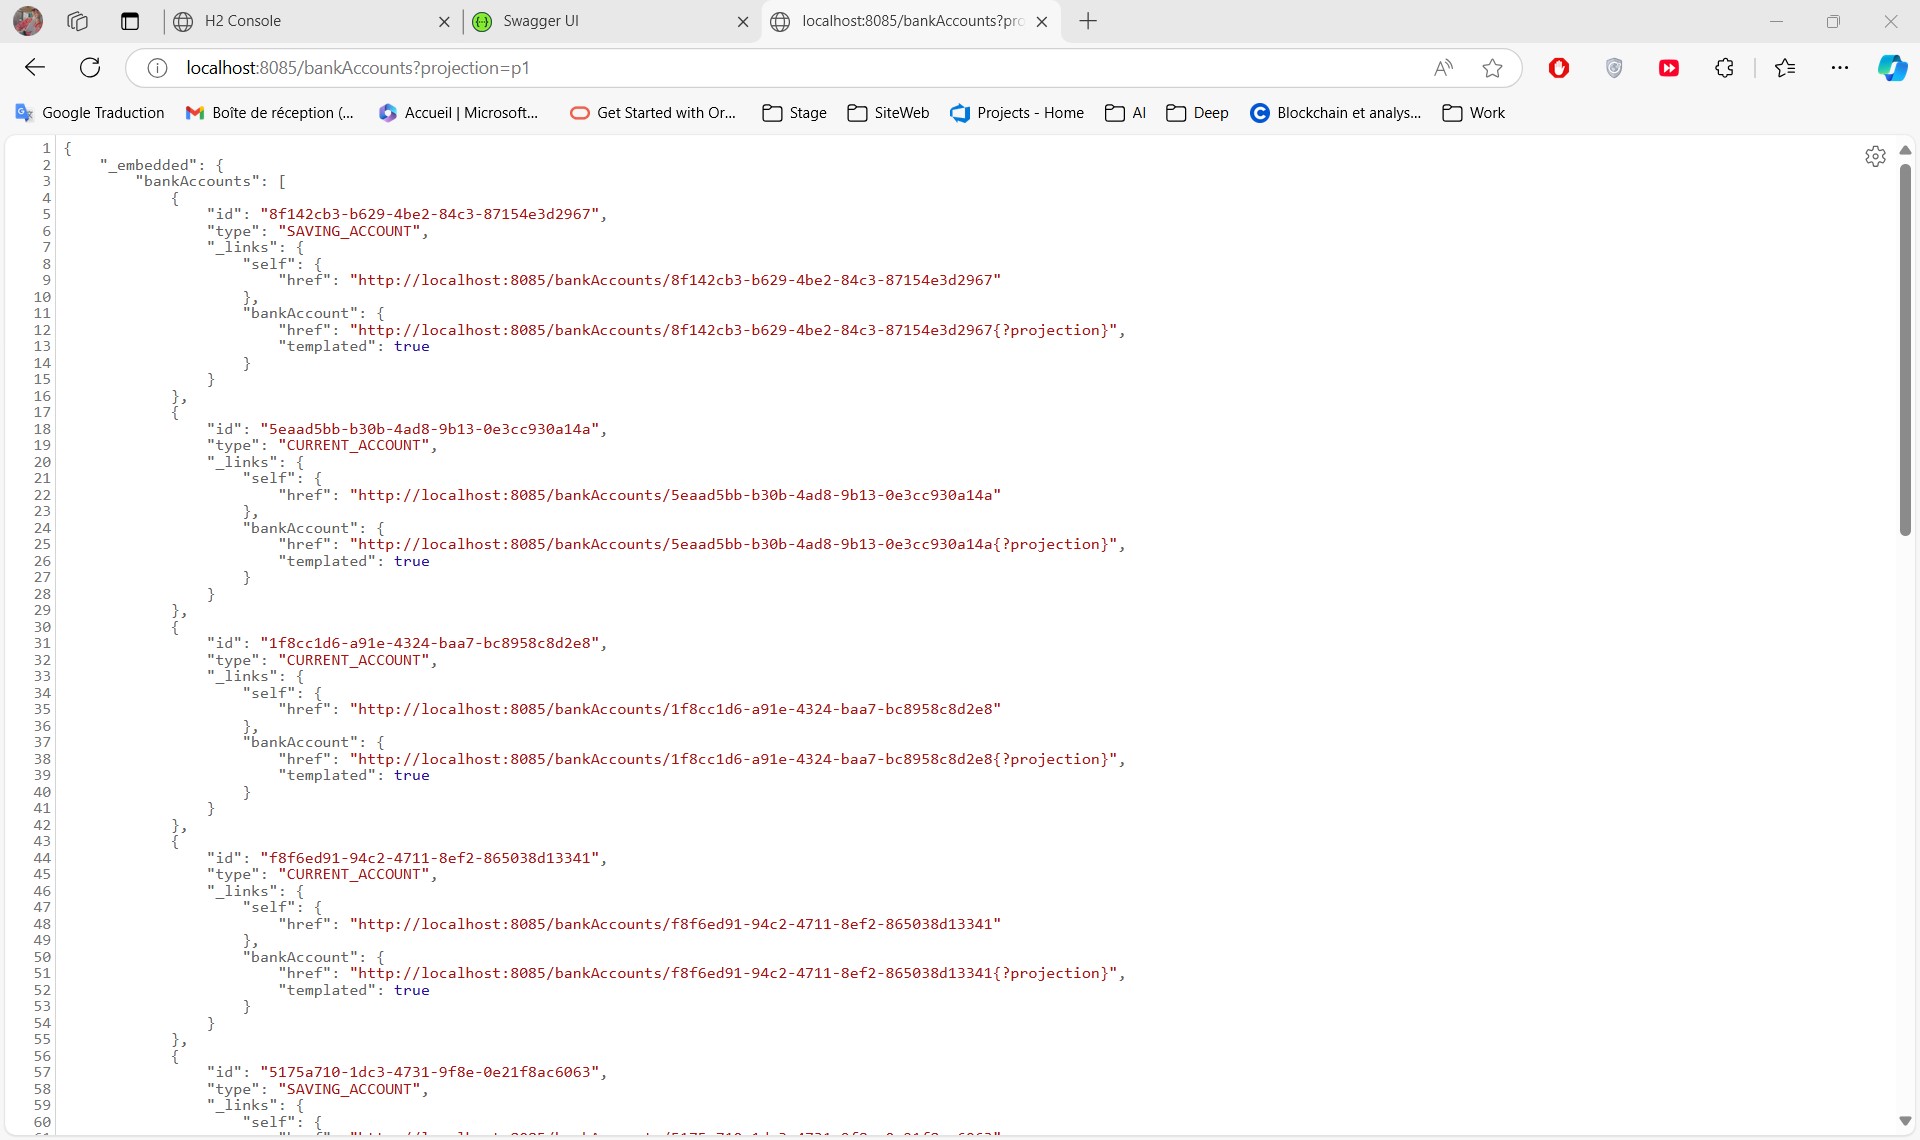 H2 Console
Swagger UI
localhost:8085/bankAccounts?pro
localhost:8085/bankAccounts?projection=p1
Google Traduction
Boîte de réception (...
Accueil | Microsoft...
Get Started with Or...
Stage
SiteWeb
Projects - Home
AI
Deep
Blockchain et analys...
Work
1 {
2 "_embedded": {
3 "bankAccounts": [
4 {
5 "id": "8f142cb3-b629-4be2-84c3-87154e3d2967",
6 "type": "SAVING_ACCOUNT",
7 "_links": {
8 "self": {
9 "href": "http://localhost:8085/bankAccounts/8f142cb3-b629-4be2-84c3-87154e3d2967"
10 },
11 "bankAccount": {
12 "href": "http://localhost:8085/bankAccounts/8f142cb3-b629-4be2-84c3-87154e3d2967{?projection}",
13 "templated": true
14 }
15 }
16 },
17 {
18 "id": "5eaad5bb-b30b-4ad8-9b13-0e3cc930a14a",
19 "type": "CURRENT_ACCOUNT",
20 "_links": {
21 "self": {
22 "href": "http://localhost:8085/bankAccounts/5eaad5bb-b30b-4ad8-9b13-0e3cc930a14a"
23 },
24 "bankAccount": {
25 "href": "http://localhost:8085/bankAccounts/5eaad5bb-b30b-4ad8-9b13-0e3cc930a14a{?projection}",
26 "templated": true
27 }
28 }
29 },
30 {
31 "id": "1f8cc1d6-a91e-4324-baa7-bc8958c8d2e8",
32 "type": "CURRENT_ACCOUNT",
33 "_links": {
34 "self": {
35 "href": "http://localhost:8085/bankAccounts/1f8cc1d6-a91e-4324-baa7-bc8958c8d2e8"
36 },
37 "bankAccount": {
38 "href": "http://localhost:8085/bankAccounts/1f8cc1d6-a91e-4324-baa7-bc8958c8d2e8{?projection}",
39 "templated": true
40 }
41 }
42 },
43 {
44 "id": "f8f6ed91-94c2-4711-8ef2-865038d13341",
45 "type": "CURRENT_ACCOUNT",
46 "_links": {
47 "self": {
48 "href": "http://localhost:8085/bankAccounts/f8f6ed91-94c2-4711-8ef2-865038d13341"
49 },
50 "bankAccount": {
51 "href": "http://localhost:8085/bankAccounts/f8f6ed91-94c2-4711-8ef2-865038d13341{?projection}",
52 "templated": true
53 }
54 }
55 },
56 {
57 "id": "5175a710-1dc3-4731-9f8e-0e21f8ac6063",
58 "type": "SAVING_ACCOUNT",
59 "_links": {
60 "self": {